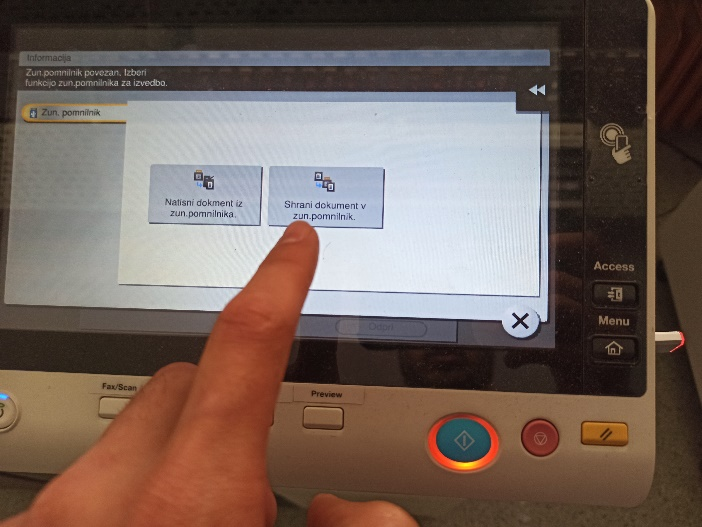 Informacija
Zun.pomnilnik povezan. Izberi
funkcijo zun.pomnilnika za izvedbo.
Zun. pomnilnik
Natisni dokment iz
zun.pomnilnika.
Shrani dokument v
zun.pomnilnik.
Odpri
Access
Menu
Fax/Scan
Preview